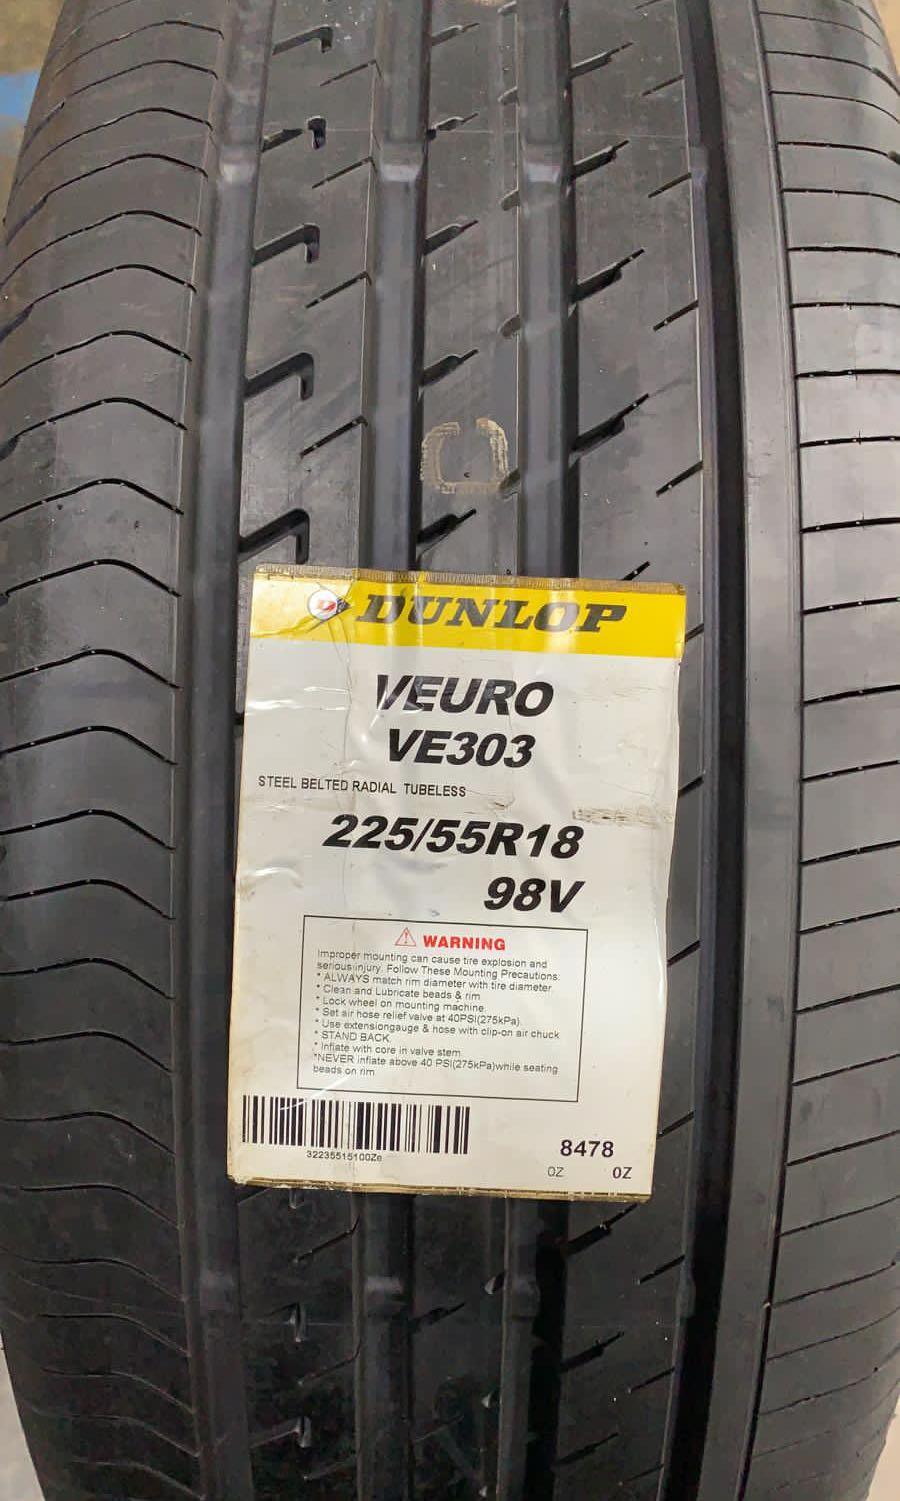 D DUNLOP
VEURO
VE303
STEEL BELTED RADIAL TUBELESS
225/55R18
98V
WARNING
Improper mounting can cause tire explosion and
serious injury. Follow These Mounting Precautions:
* ALWAYS match rim diameter with tire diameter.
* Clean and Lubricate beads & rim
* Lock wheel on mounting machine.
* Set air hose relief valve at 40PSI(275kPa).
* Use extensiongauge & hose with clip-on air chuck
* STAND BACK.
* Inflate with core in valve stem.
*NEVER inflate above 40 PSI(275kPa)while seating
beads on rim
32235515100Ze
8478
OZ OZ